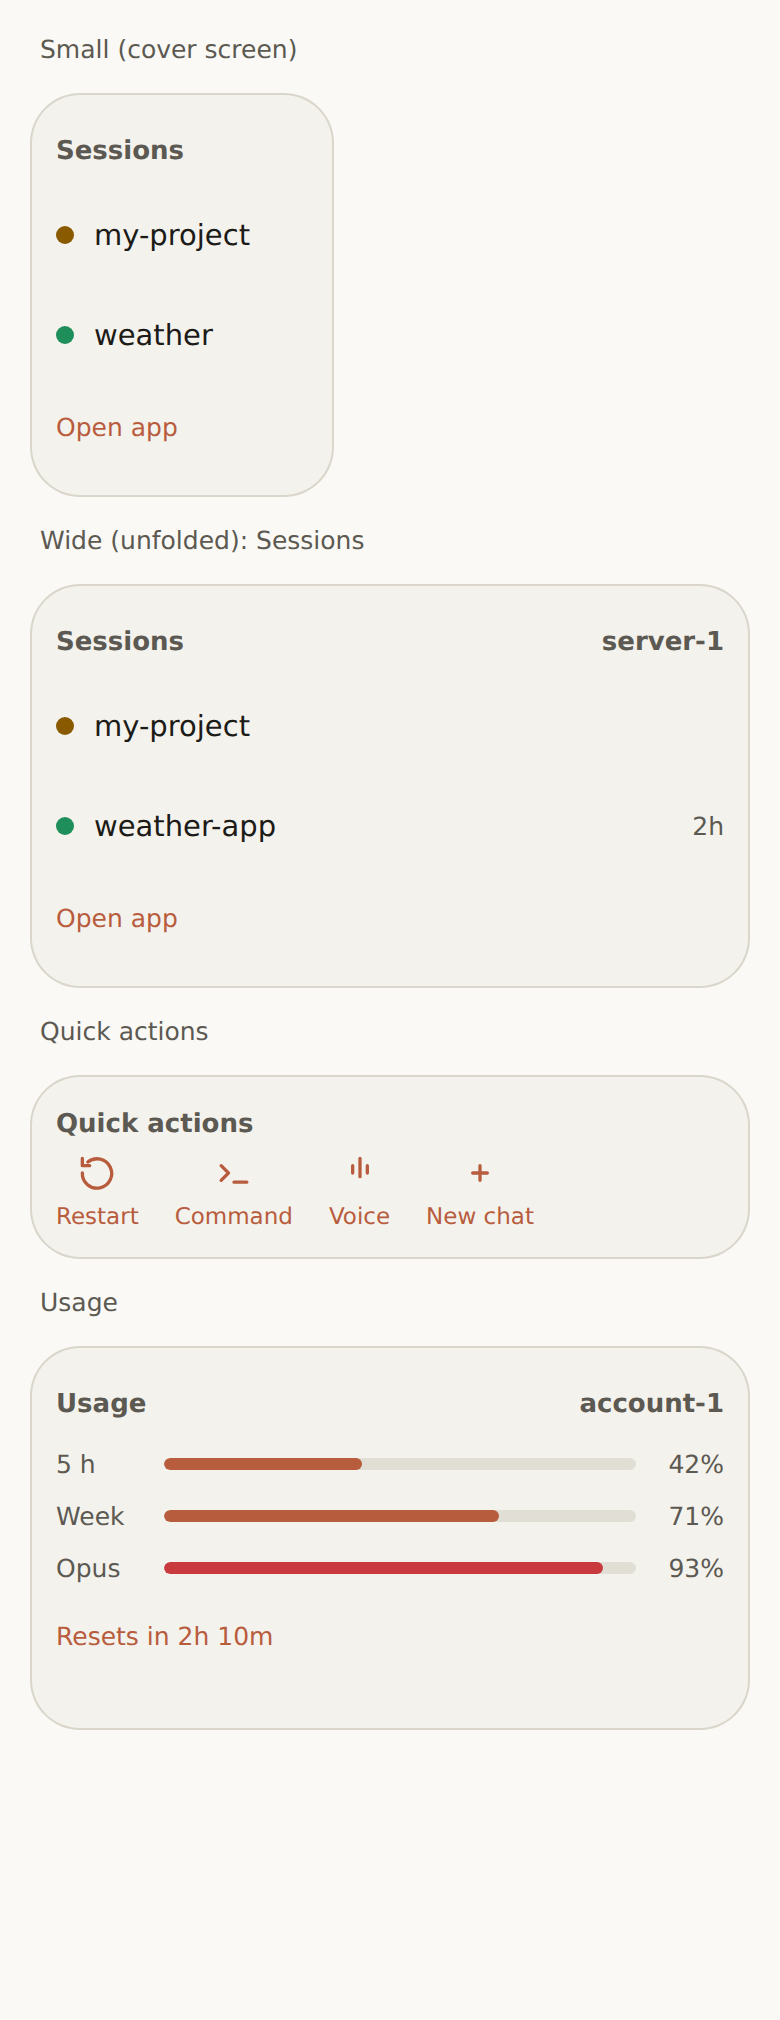 Small (cover screen)
Sessions
my-project
weather
Open app
Wide (unfolded): Sessions
Sessions server-1
my-project
weather-app 2h
Open app
Quick actions
Quick actions
Restart Command Voice New chat
Usage
Usage account-1
5 h 42%
Week 71%
Opus 93%
Resets in 2h 10m